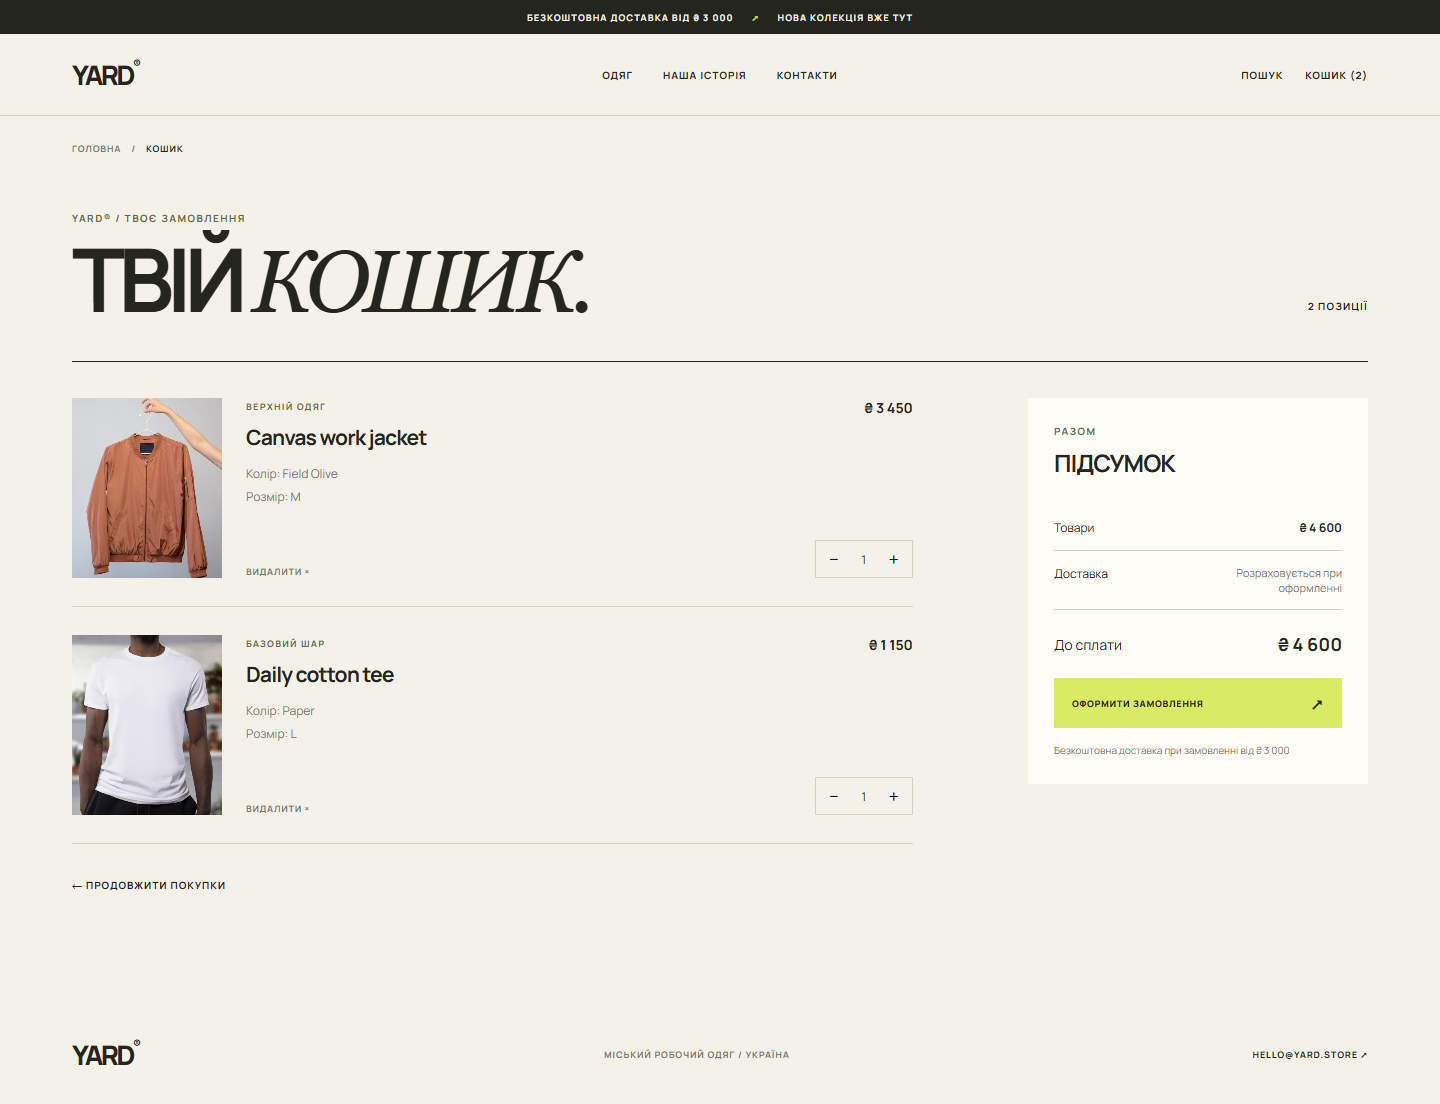 БЕЗКОШТОВНА ДОСТАВКА ВІД ₴ 3 000 ↗ НОВА КОЛЕКЦІЯ ВЖЕ ТУТ
YARD®
ОДЯГ НАША ІСТОРІЯ КОНТАКТИ
ПОШУК КОШИК (2)
ГОЛОВНА / КОШИК
YARD® / ТВОЄ ЗАМОВЛЕННЯ
ТВІЙ КОШИК.
2 ПОЗИЦІЇ
ВЕРХНІЙ ОДЯГ
₴ 3 450
Canvas work jacket
Колір: Field Olive
Розмір: M
ВИДАЛИТИ ×
− 1 +
БАЗОВИЙ ШАР
₴ 1 150
Daily cotton tee
Колір: Paper
Розмір: L
ВИДАЛИТИ ×
− 1 +
← ПРОДОВЖИТИ ПОКУПКИ
РАЗОМ
ПІДСУМОК
Товари ₴ 4 600
Доставка Розраховується при
оформленні
До сплати ₴ 4 600
ОФОРМИТИ ЗАМОВЛЕННЯ ↗
Безкоштовна доставка при замовленні від ₴ 3 000
YARD®
МІСЬКИЙ РОБОЧИЙ ОДЯГ / УКРАЇНА
HELLO@YARD.STORE ↗